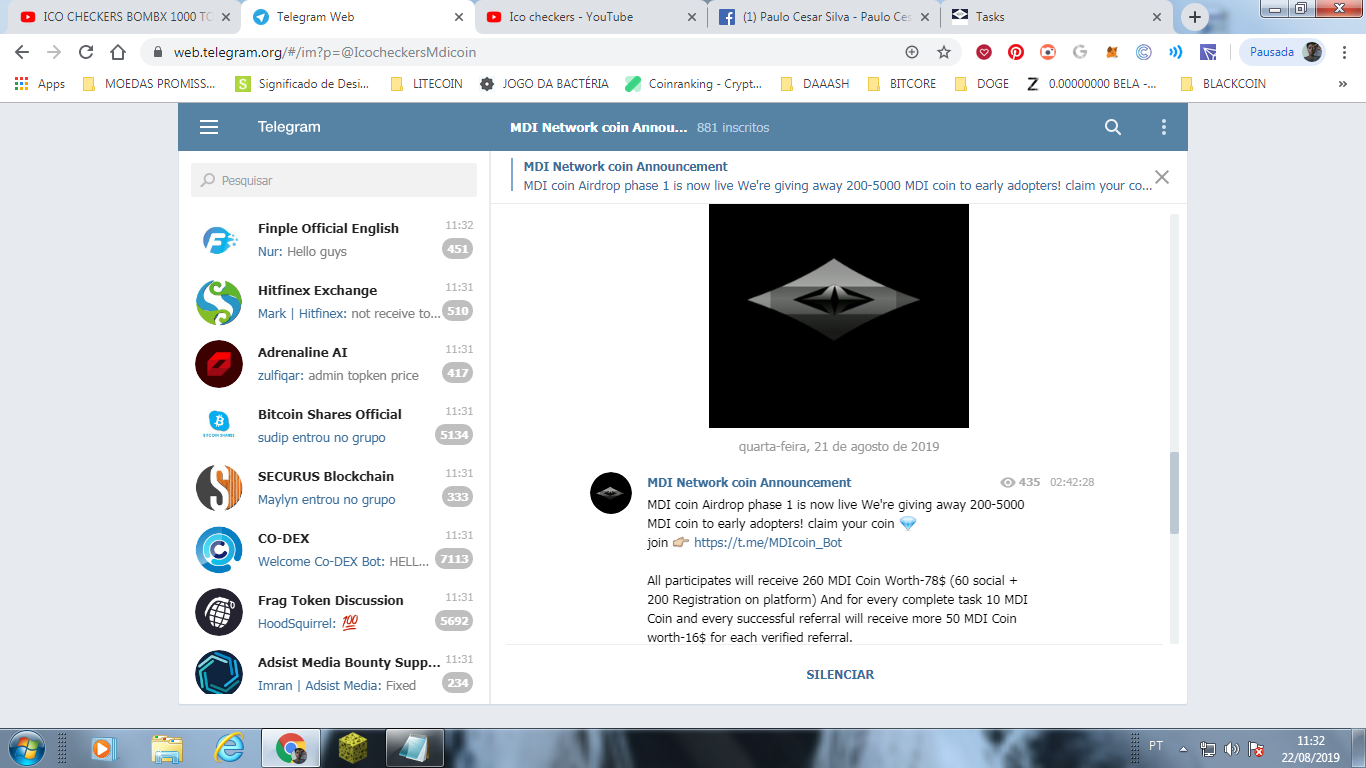 ICO CHECKERS BOMBX 1000 TO
Telegram Web
Ico checkers - YouTube
(1) Paulo Cesar Silva - Paulo Ces
Tasks
web.telegram.org/#/im?p=@IcocheckersMdicoin
Pausada
Apps
MOEDAS PROMISS...
Significado de Desi...
LITECOIN
JOGO DA BACTÉRIA
Coinranking - Crypt...
DAAASH
BITCORE
DOGE
0.00000000 BELA -...
BLACKCOIN
»
Telegram
MDI Network coin Annou... 881 inscritos
Pesquisar
Finple Official English 11:32
Nur: Hello guys 451
Hitfinex Exchange 11:31
Mark | Hitfinex: not receive to... 510
Adrenaline AI 11:31
zulfiqar: admin topken price 417
Bitcoin Shares Official 11:31
sudip entrou no grupo 5134
SECURUS Blockchain 11:31
Maylyn entrou no grupo 333
CO-DEX 11:31
Welcome Co-DEX Bot: HELL... 7113
Frag Token Discussion 11:31
HoodSquirrel: 💯 5692
Adsist Media Bounty Supp... 11:31
Imran | Adsist Media: Fixed 234
MDI Network coin Announcement
MDI coin Airdrop phase 1 is now live We're giving away 200-5000 MDI coin to early adopters! claim your co...
quarta-feira, 21 de agosto de 2019
MDI Network coin Announcement 435 02:42:28
MDI coin Airdrop phase 1 is now live We're giving away 200-5000
MDI coin to early adopters! claim your coin 💎
join 👉🏼 https://t.me/MDIcoin_Bot
All participates will receive 260 MDI Coin Worth-78$ (60 social +
200 Registration on platform) And for every complete task 10 MDI
Coin and every successful referral will receive more 50 MDI Coin
worth-16$ for each verified referral.
SILENCIAR
PT
11:32
22/08/2019